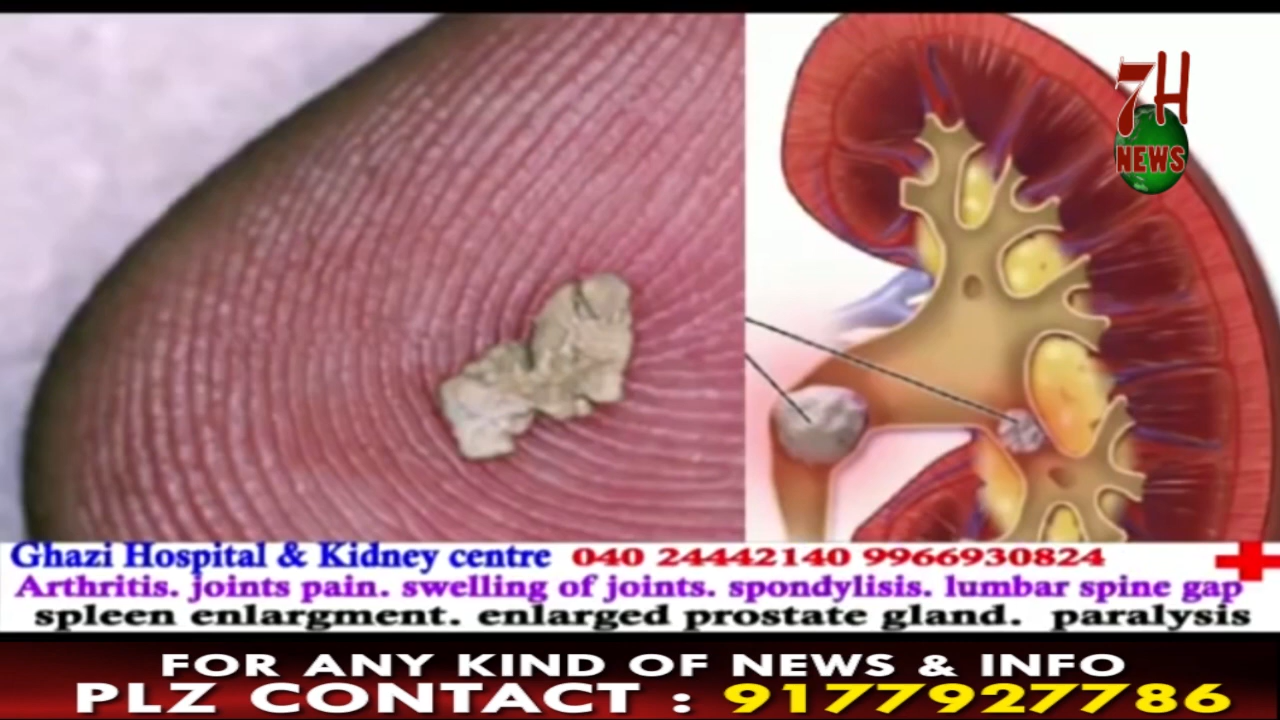 7H
NEWS
Ghazi Hospital & Kidney centre 040 24442140 9966930824
Arthritis. joints pain. swelling of joints. spondylisis. lumbar spine gap
spleen enlargment. enlarged prostate gland. paralysis
FOR ANY KIND OF NEWS & INFO
PLZ CONTACT : 9177927786